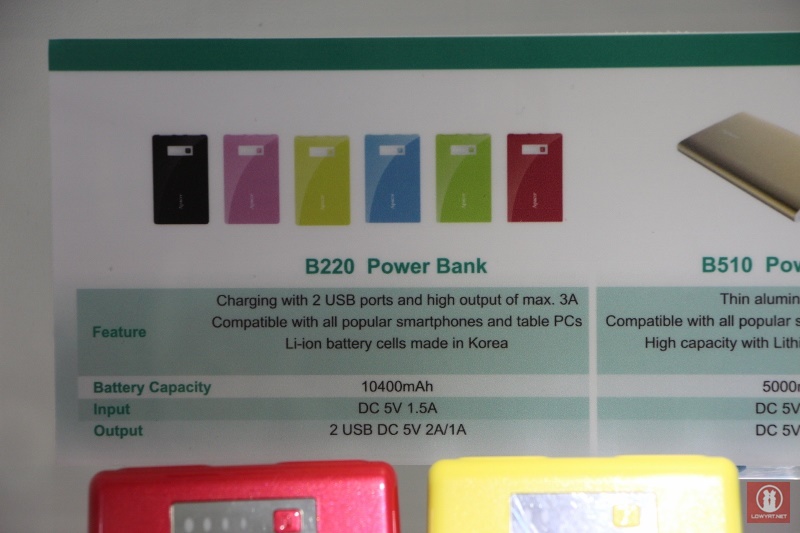 B220 Power Bank
Feature
Charging with 2 USB ports and high output of max. 3A
Compatible with all popular smartphones and table PCs
Li-ion battery cells made in Korea
Battery Capacity
10400mAh
Input
DC 5V 1.5A
Output
2 USB DC 5V 2A/1A
B510
Thin
Compatible with all popular
High capacity with
DC 5V
DC 5V
LOWYAT.NET